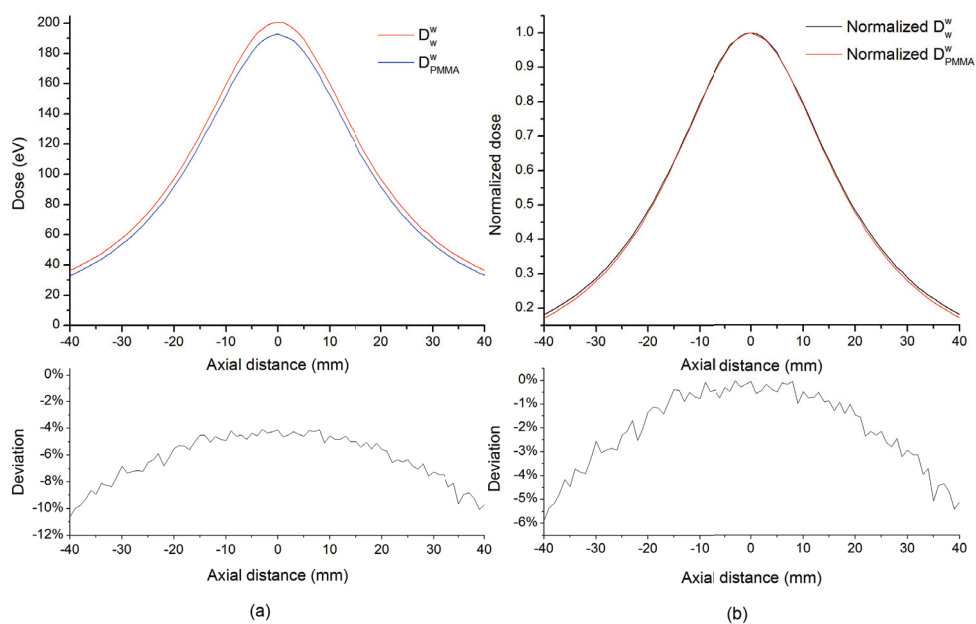 200
180
160
140
120
100
80
60
40
20
0
Dose (eV)
D_w^w
D_PMMA^w
-40 -30 -20 -10 0 10 20 30 40
Axial distance (mm)
0%
-2%
-4%
-6%
-8%
-10%
-12%
Deviation
-40 -30 -20 -10 0 10 20 30 40
Axial distance (mm)
(a)
1.0
0.9
0.8
0.7
0.6
0.5
0.4
0.3
0.2
Normalized dose
Normalized D_w^w
Normalized D_PMMA^w
-40 -30 -20 -10 0 10 20 30 40
Axial distance (mm)
0%
-1%
-2%
-3%
-4%
-5%
-6%
Deviation
-40 -30 -20 -10 0 10 20 30 40
Axial distance (mm)
(b)